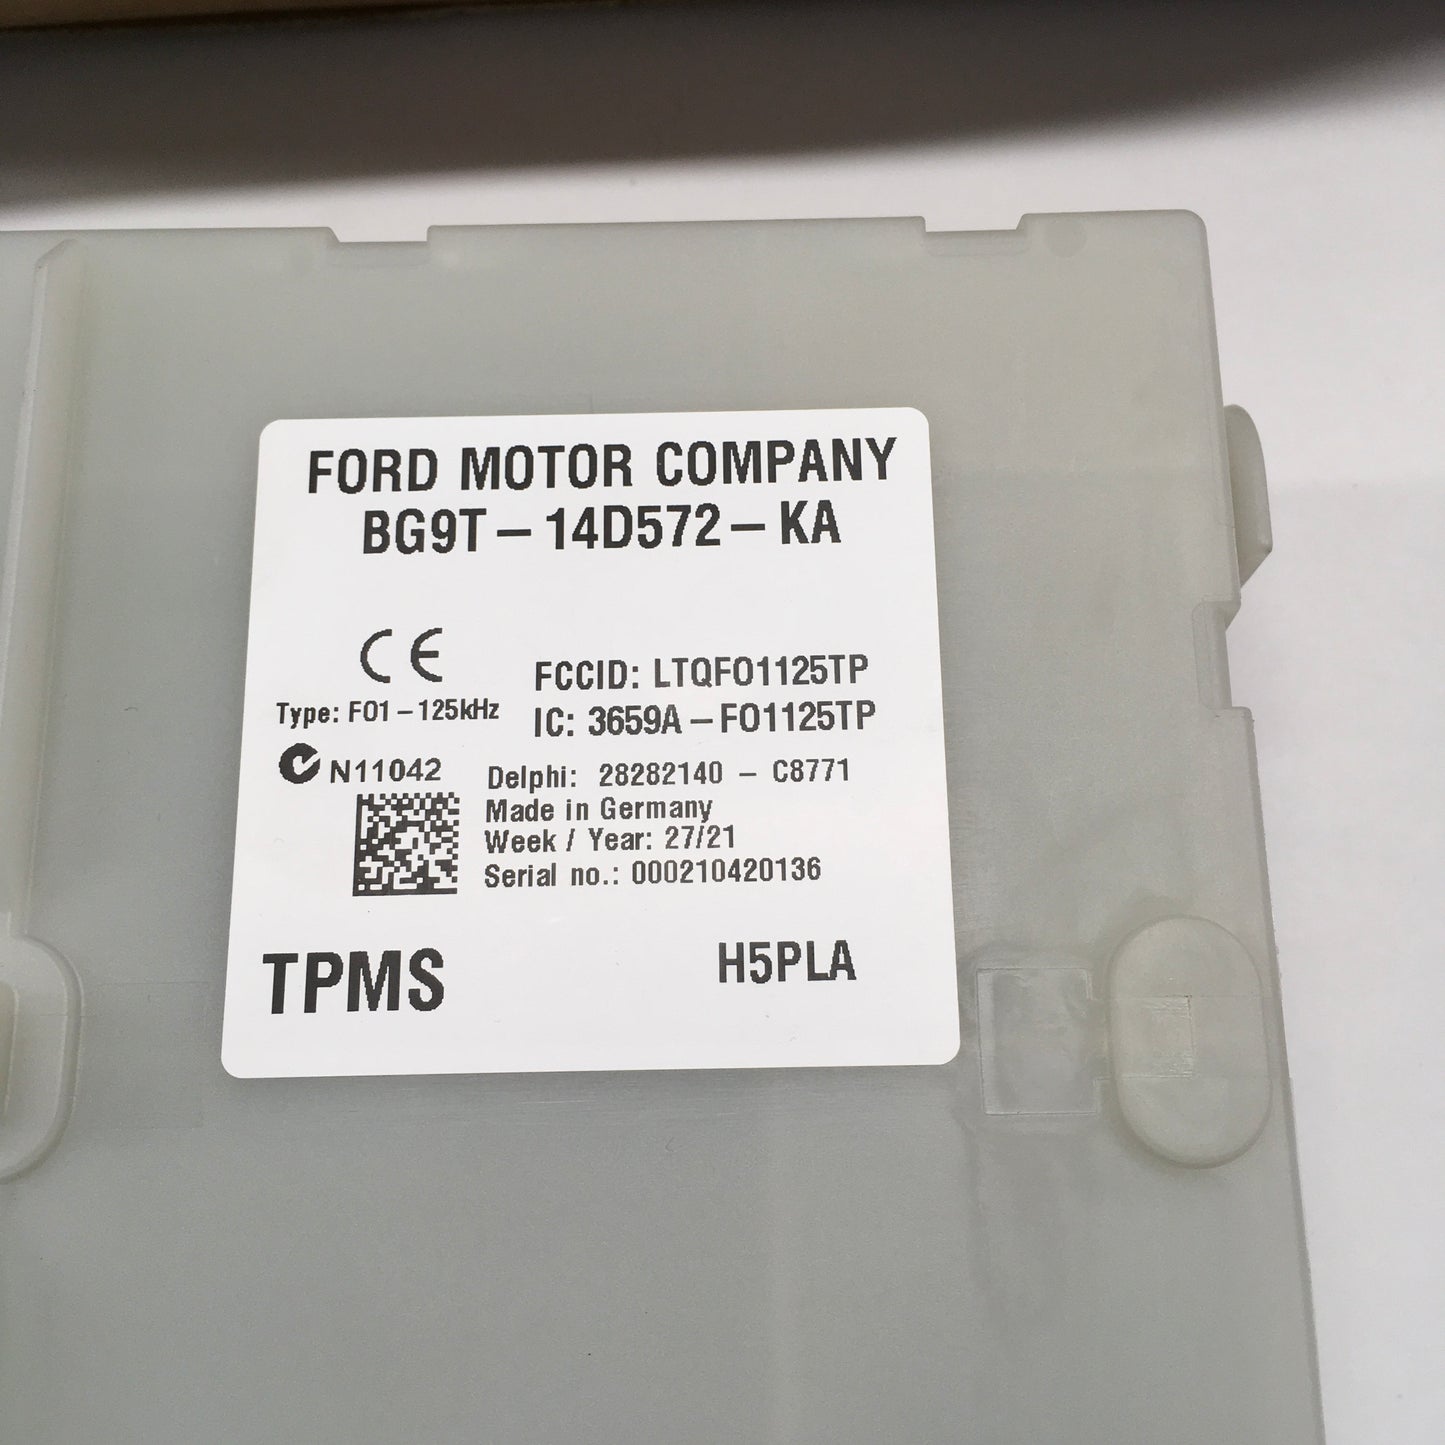 FORD MOTOR COMPANY
BG9T – 14D572 – KA
CE
Type: FO1 – 125kHz
FCCID: LTQFO1125TP
IC: 3659A – FO1125TP
N11042
Delphi: 28282140 – C8771
Made in Germany
Week / Year: 27/21
Serial no.: 000210420136
TPMS
H5PLA